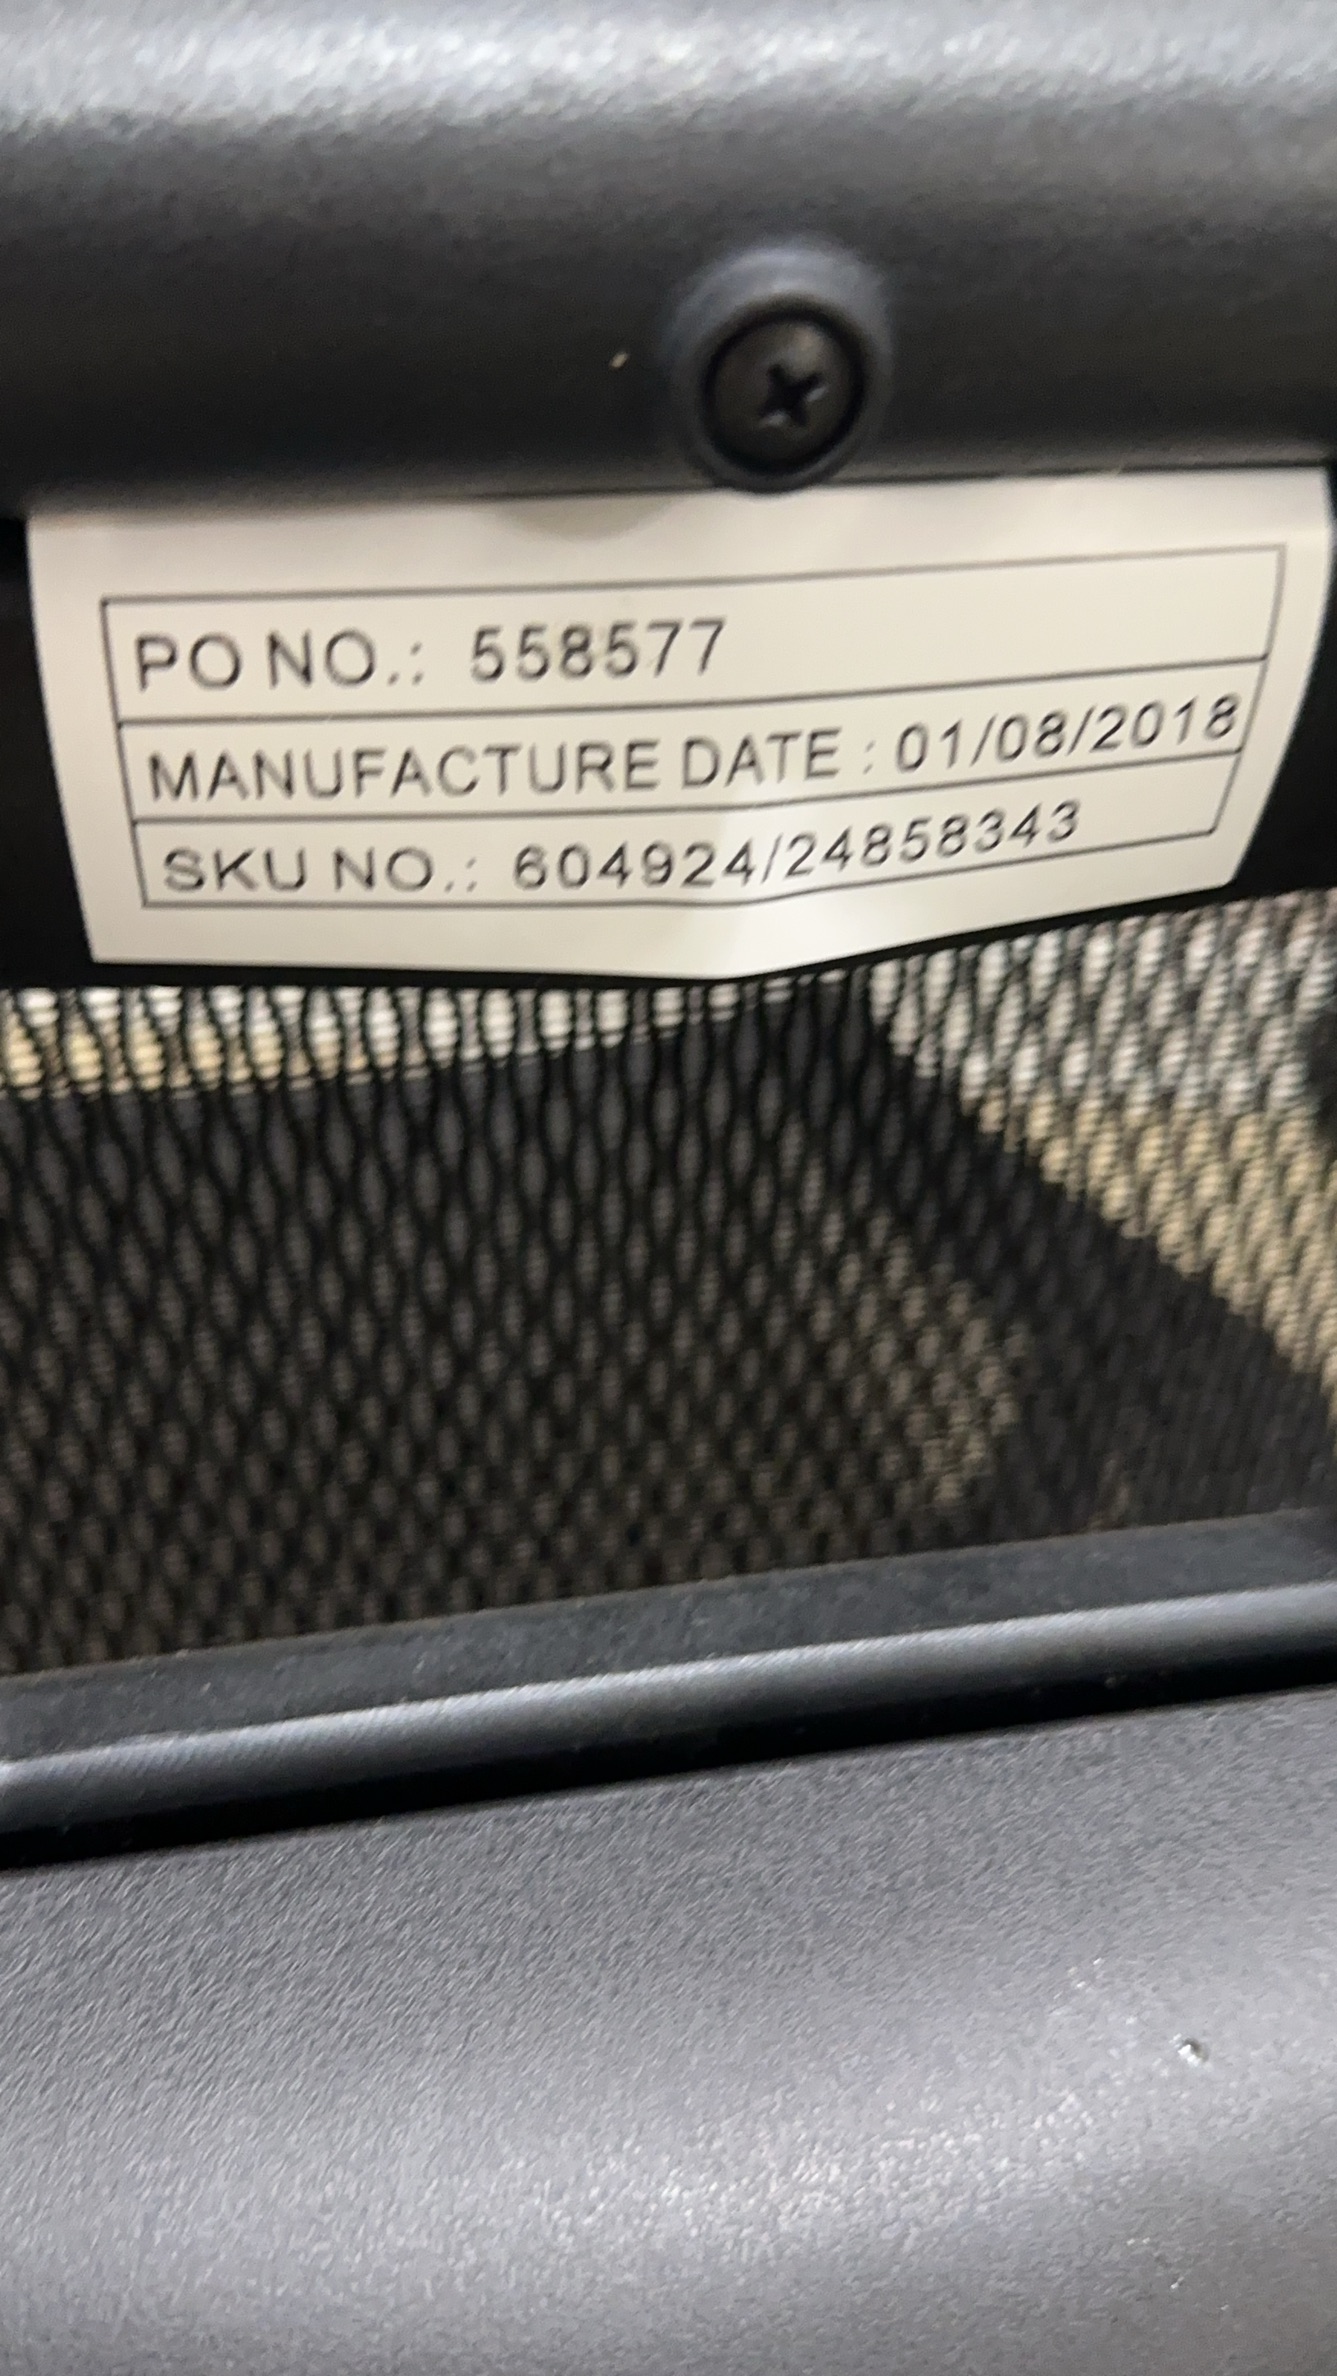 PO NO.: 558577
MANUFACTURE DATE : 01/08/2018
SKU NO.: 604924/24858343